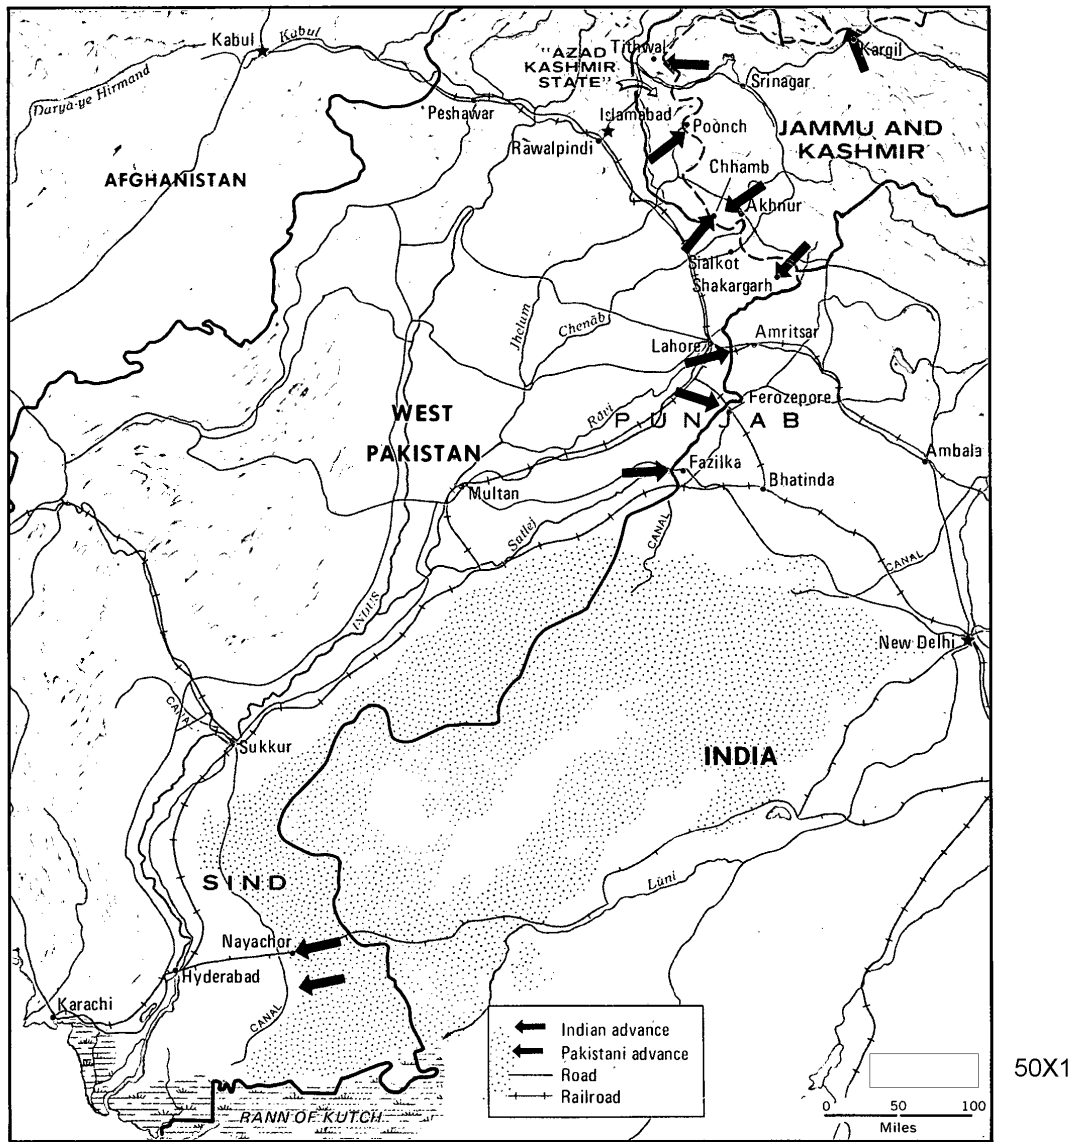 Kabul
Kabul
Darya-ye Hirmand
"AZAD
KASHMIR
STATE"
Tithwal
Kargil
Srinagar
Peshawar
Islamabad
Rawalpindi
Poonch
JAMMU AND
KASHMIR
AFGHANISTAN
Chhamb
Akhnur
Sialkot
Shakargarh
Jhelum
Chenāb
Lahore
Amritsar
Ravi
Ferozepore
PUNJAB
WEST
PAKISTAN
Fazilka
Ambala
Multan
Bhatinda
Sutlej
CANAL
CANAL
INDUS
New Delhi
CANAL
Sukkur
INDIA
SIND
Lūni
Nayachor
Hyderabad
Karachi
CANAL
Indian advance
Pakistani advance
Road
Railroad
RANN OF KUTCH
0 50 100
Miles
50X1